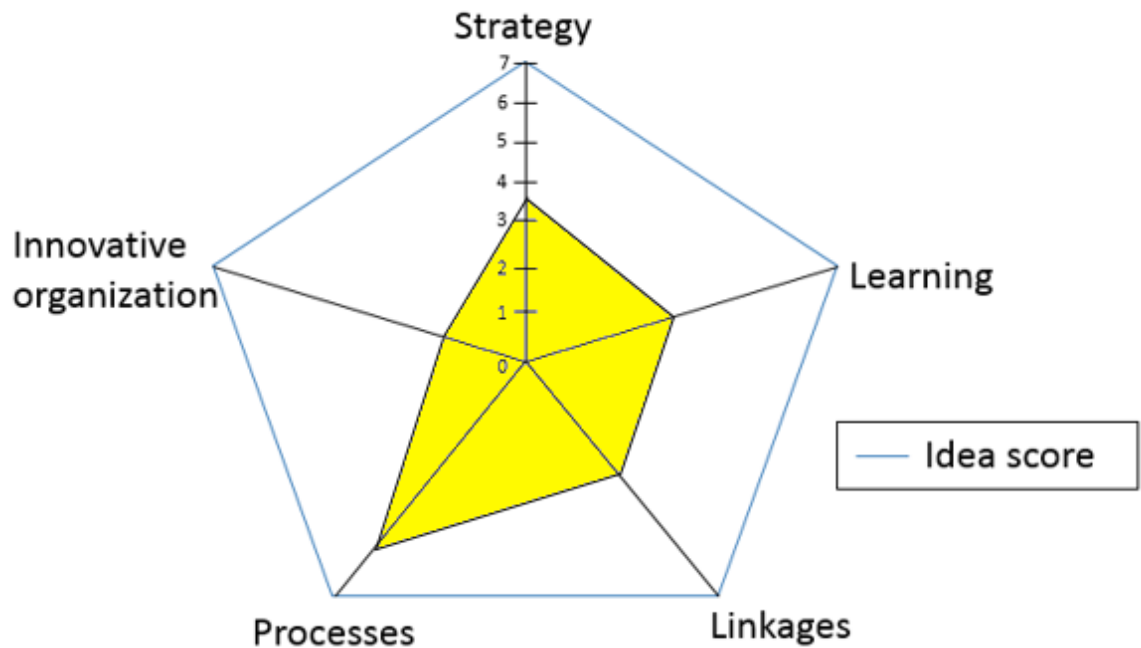 Strategy
7
6
5
4
3
2
1
0
Innovative
organization
Learning
Idea score
Processes
Linkages